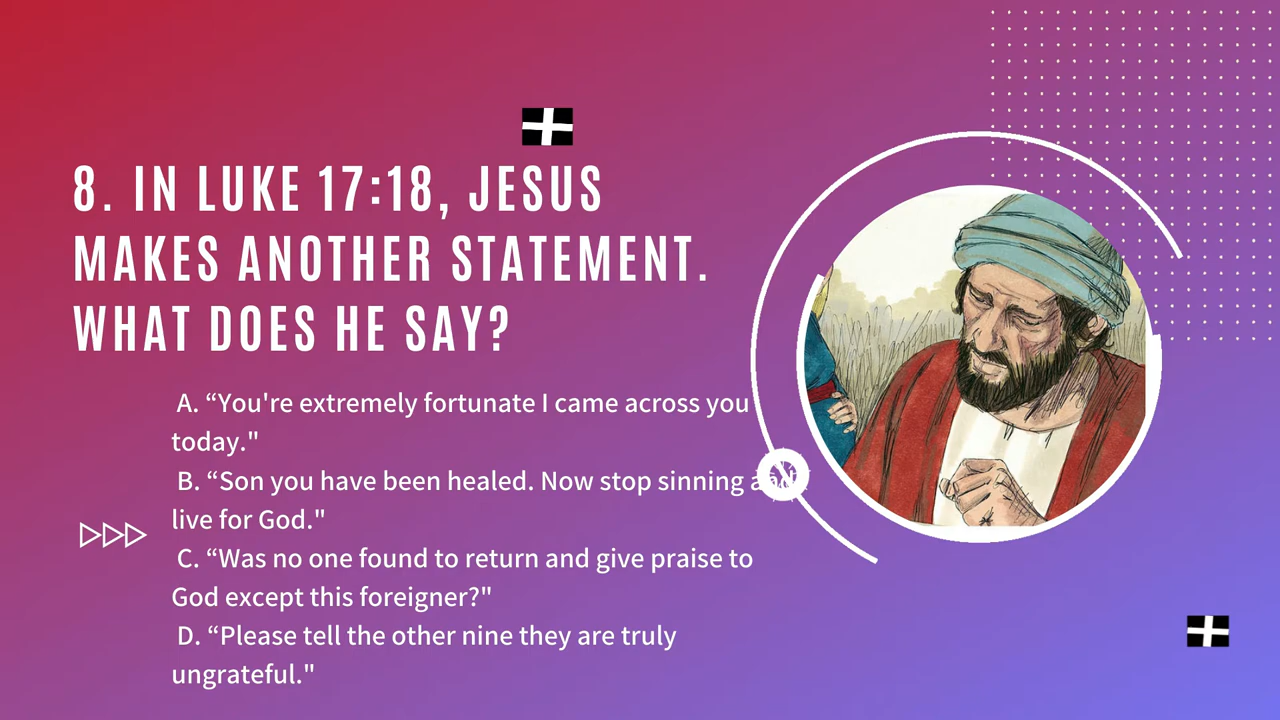 8. IN LUKE 17:18, JESUS
MAKES ANOTHER STATEMENT.
WHAT DOES HE SAY?
A. “You're extremely fortunate I came across you
today."
B. “Son you have been healed. Now stop sinning and
live for God."
C. “Was no one found to return and give praise to
God except this foreigner?"
D. “Please tell the other nine they are truly
ungrateful."